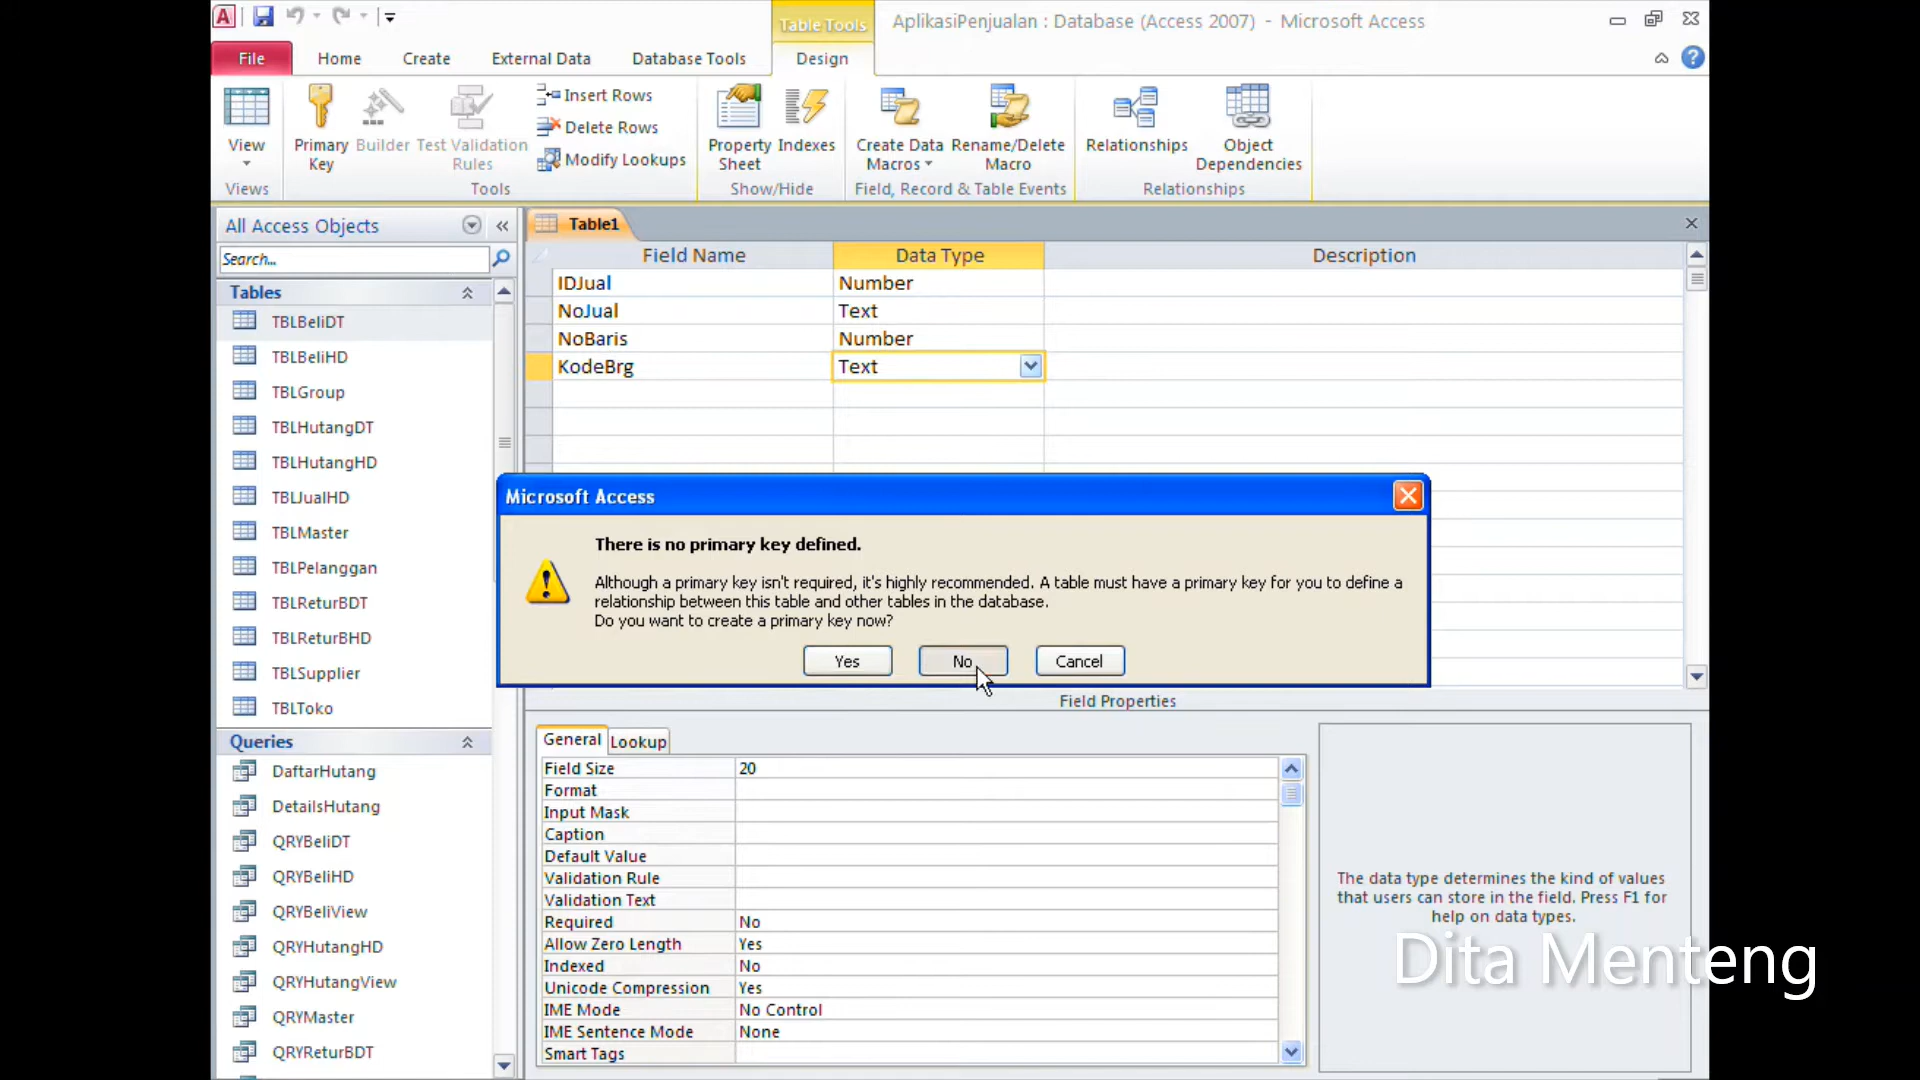 Table Tools
AplikasiPenjualan : Database (Access 2007) - Microsoft Access
File
Home
Create
External Data
Database Tools
Design
View
Primary
Key
Builder
Test Validation
Rules
Insert Rows
Delete Rows
Modify Lookups
Property
Sheet
Indexes
Create Data
Macros
Rename/Delete
Macro
Relationships
Object
Dependencies
Views
Tools
Show/Hide
Field, Record & Table Events
Relationships
All Access Objects
Search...
Tables
TBLBeliDT
TBLBeliHD
TBLGroup
TBLHutangDT
TBLHutangHD
TBLJualHD
TBLMaster
TBLPelanggan
TBLReturBDT
TBLReturBHD
TBLSupplier
TBLToko
Queries
DaftarHutang
DetailsHutang
QRYBeliDT
QRYBeliHD
QRYBeliView
QRYHutangHD
QRYHutangView
QRYMaster
QRYReturBDT
Table1
Field Name Data Type Description
IDJual Number
NoJual Text
NoBaris Number
KodeBrg Text
Microsoft Access
There is no primary key defined.
Although a primary key isn't required, it's highly recommended. A table must have a primary key for you to define a
relationship between this table and other tables in the database.
Do you want to create a primary key now?
Yes
No
Cancel
Field Properties
General
Lookup
Field Size 20
Format
Input Mask
Caption
Default Value
Validation Rule
Validation Text
Required No
Allow Zero Length Yes
Indexed No
Unicode Compression Yes
IME Mode No Control
IME Sentence Mode None
Smart Tags
The data type determines the kind of values
that users can store in the field. Press F1 for
help on data types.
Dita Menteng